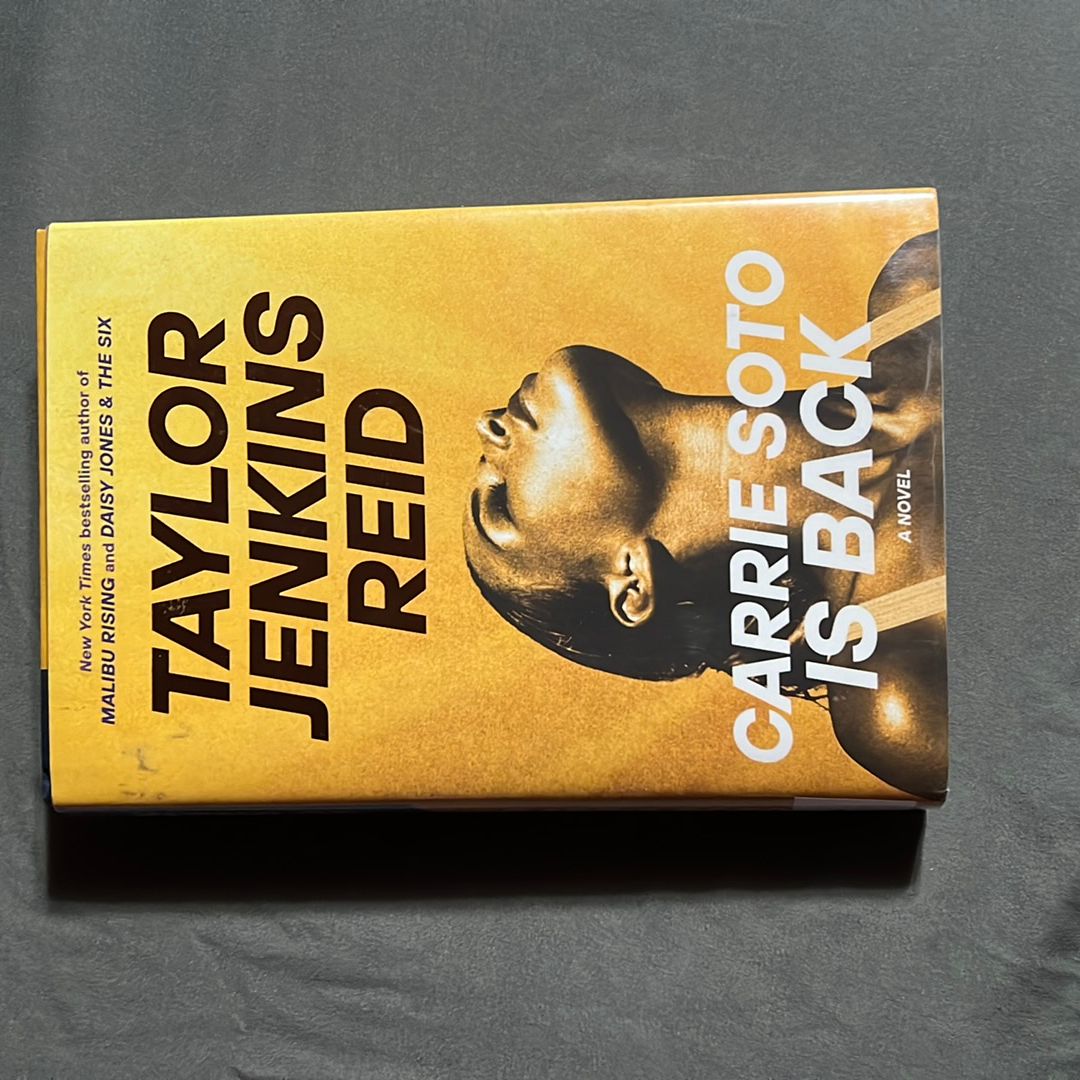 New York Times bestselling author of
MALIBU RISING and DAISY JONES & THE SIX
TAYLOR
JENKINS
REID
CARRIE SOTO
IS BACK
A NOVEL